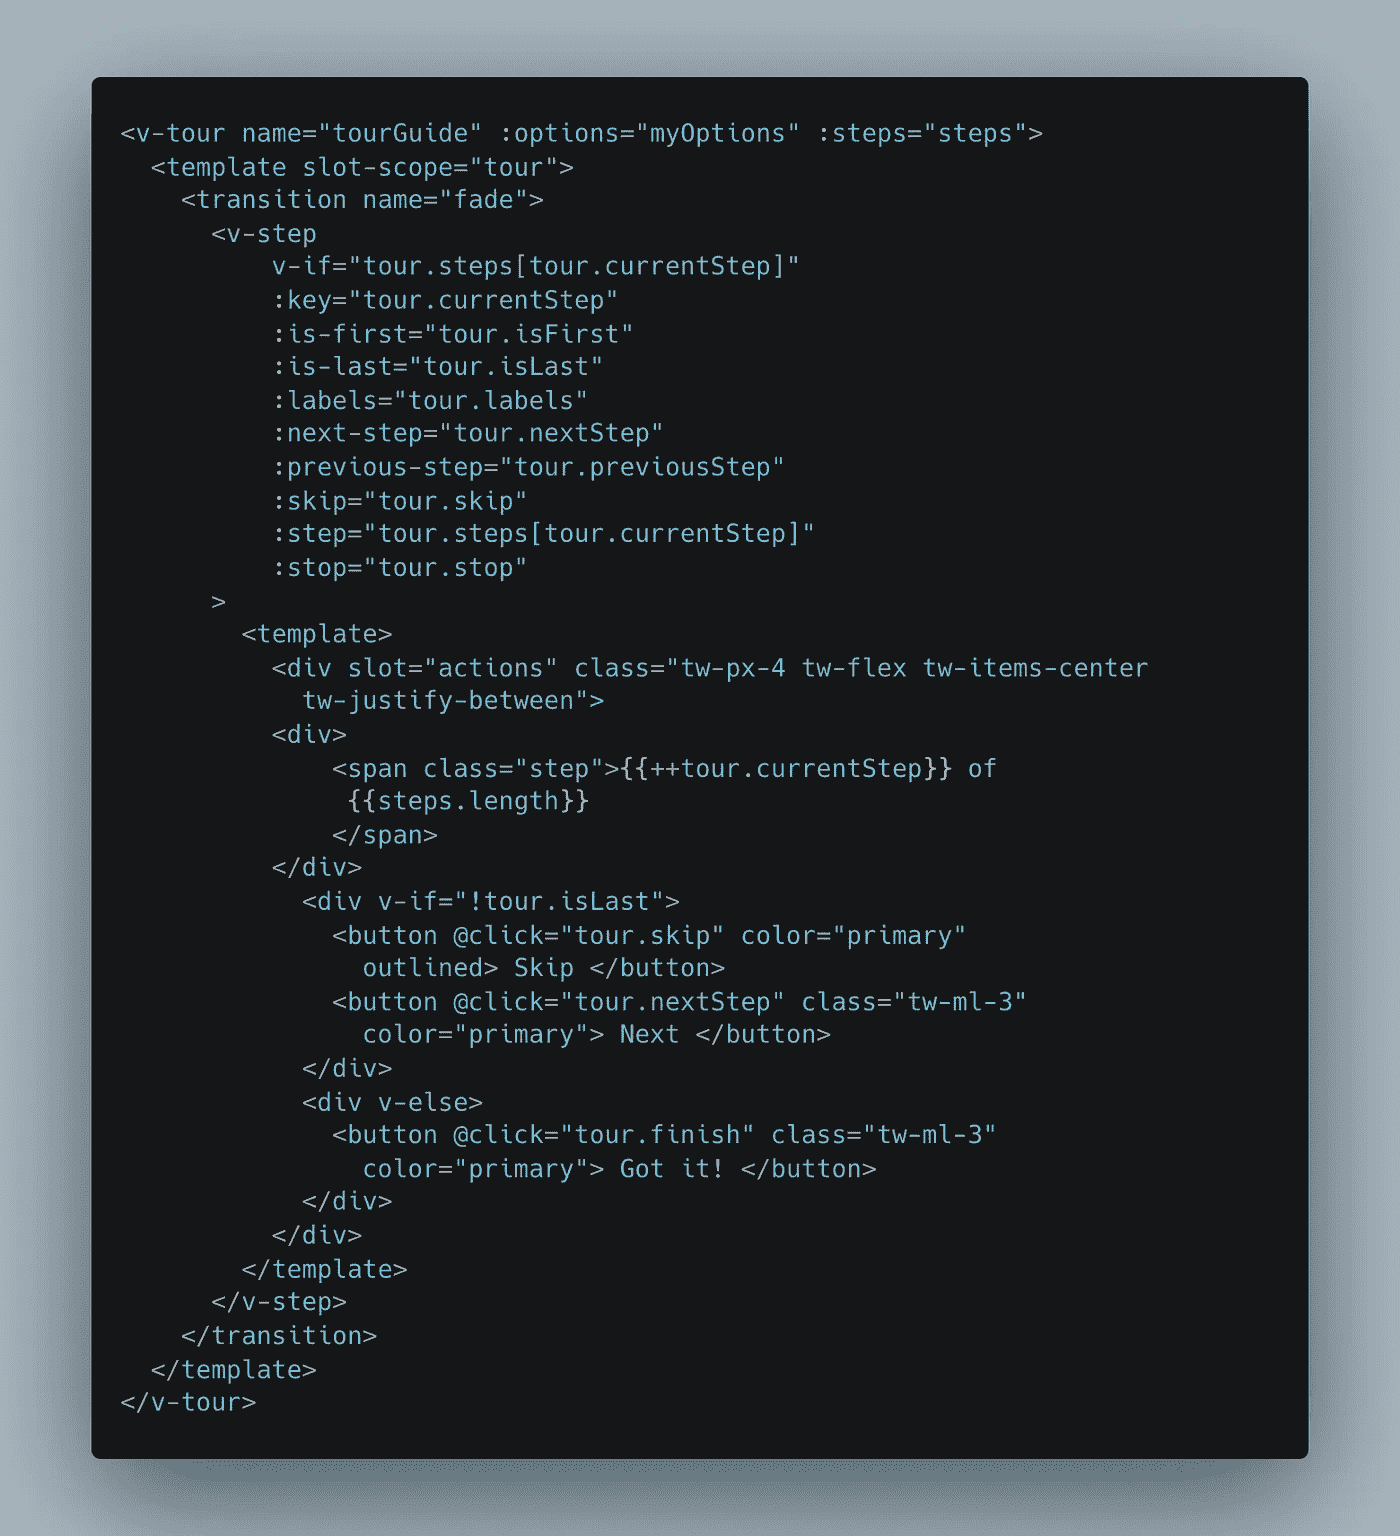 <v-tour name="tourGuide" :options="myOptions" :steps="steps">
  <template slot-scope="tour">
    <transition name="fade">
      <v-step
          v-if="tour.steps[tour.currentStep]"
          :key="tour.currentStep"
          :is-first="tour.isFirst"
          :is-last="tour.isLast"
          :labels="tour.labels"
          :next-step="tour.nextStep"
          :previous-step="tour.previousStep"
          :skip="tour.skip"
          :step="tour.steps[tour.currentStep]"
          :stop="tour.stop"
      >
        <template>
          <div slot="actions" class="tw-px-4 tw-flex tw-items-center
            tw-justify-between">
          <div>
              <span class="step">{{++tour.currentStep}} of
               {{steps.length}}
              </span>
          </div>
            <div v-if="!tour.isLast">
              <button @click="tour.skip" color="primary"
                outlined> Skip </button>
              <button @click="tour.nextStep" class="tw-ml-3"
                color="primary"> Next </button>
            </div>
            <div v-else>
              <button @click="tour.finish" class="tw-ml-3"
                color="primary"> Got it! </button>
            </div>
          </div>
        </template>
      </v-step>
    </transition>
  </template>
</v-tour>